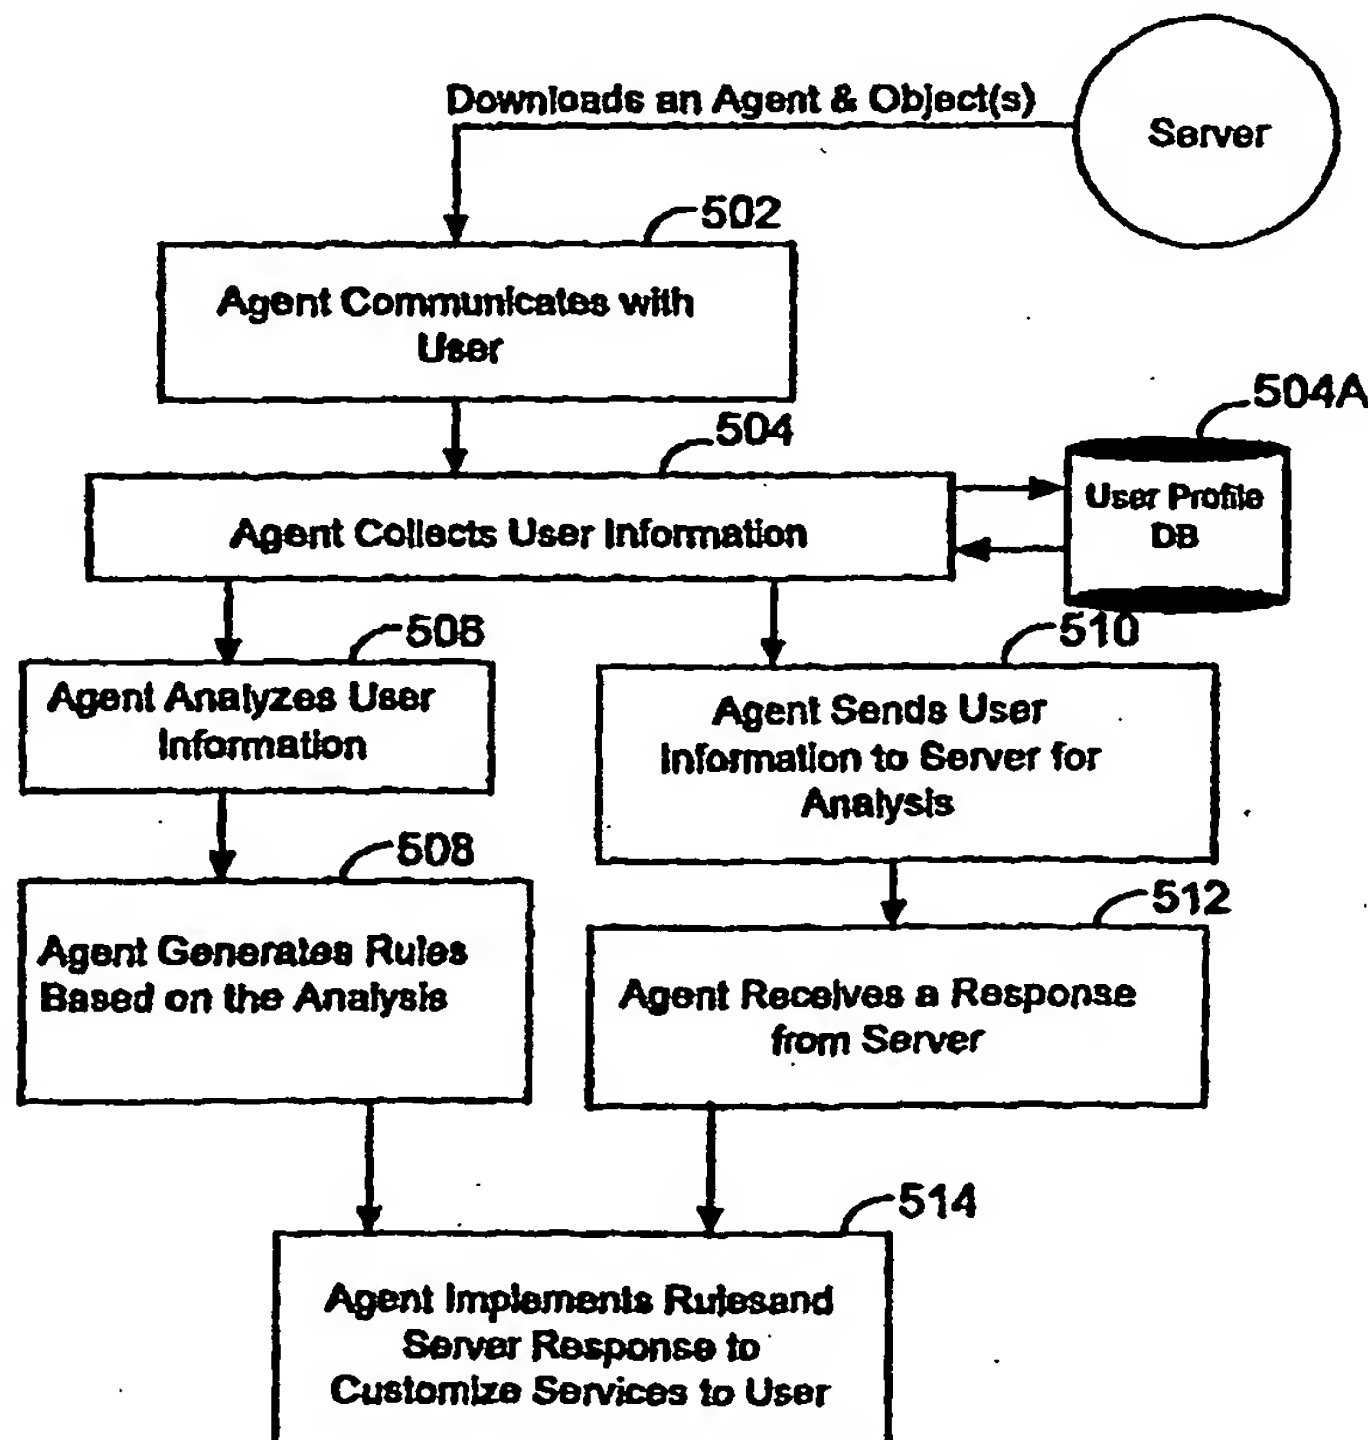 Downloads an Agent & Object(s)
Server
502
Agent Communicates with
User
504
504A
Agent Collects User Information
User Profile
DB
508
510
Agent Analyzes User
Information
Agent Sends User
Information to Server for
Analysis
508
512
Agent Generates Rules
Based on the Analysis
Agent Receives a Response
from Server
514
Agent Implements Rulesand
Server Response to
Customize Services to User